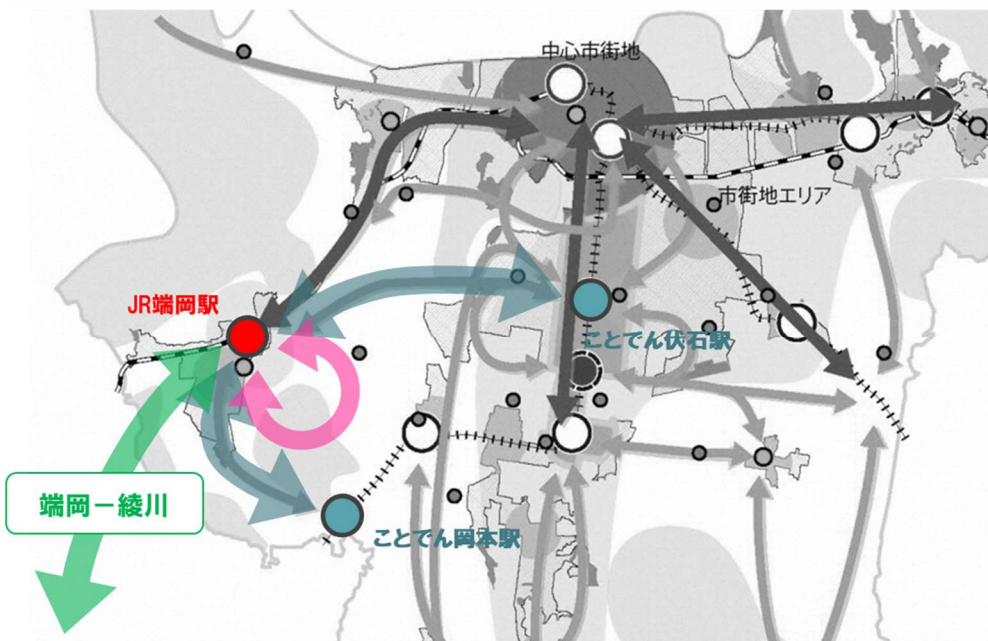 中心市街地
市街地エリア
JR端岡駅
ことでん伏石駅
端岡－綾川
ことでん岡本駅